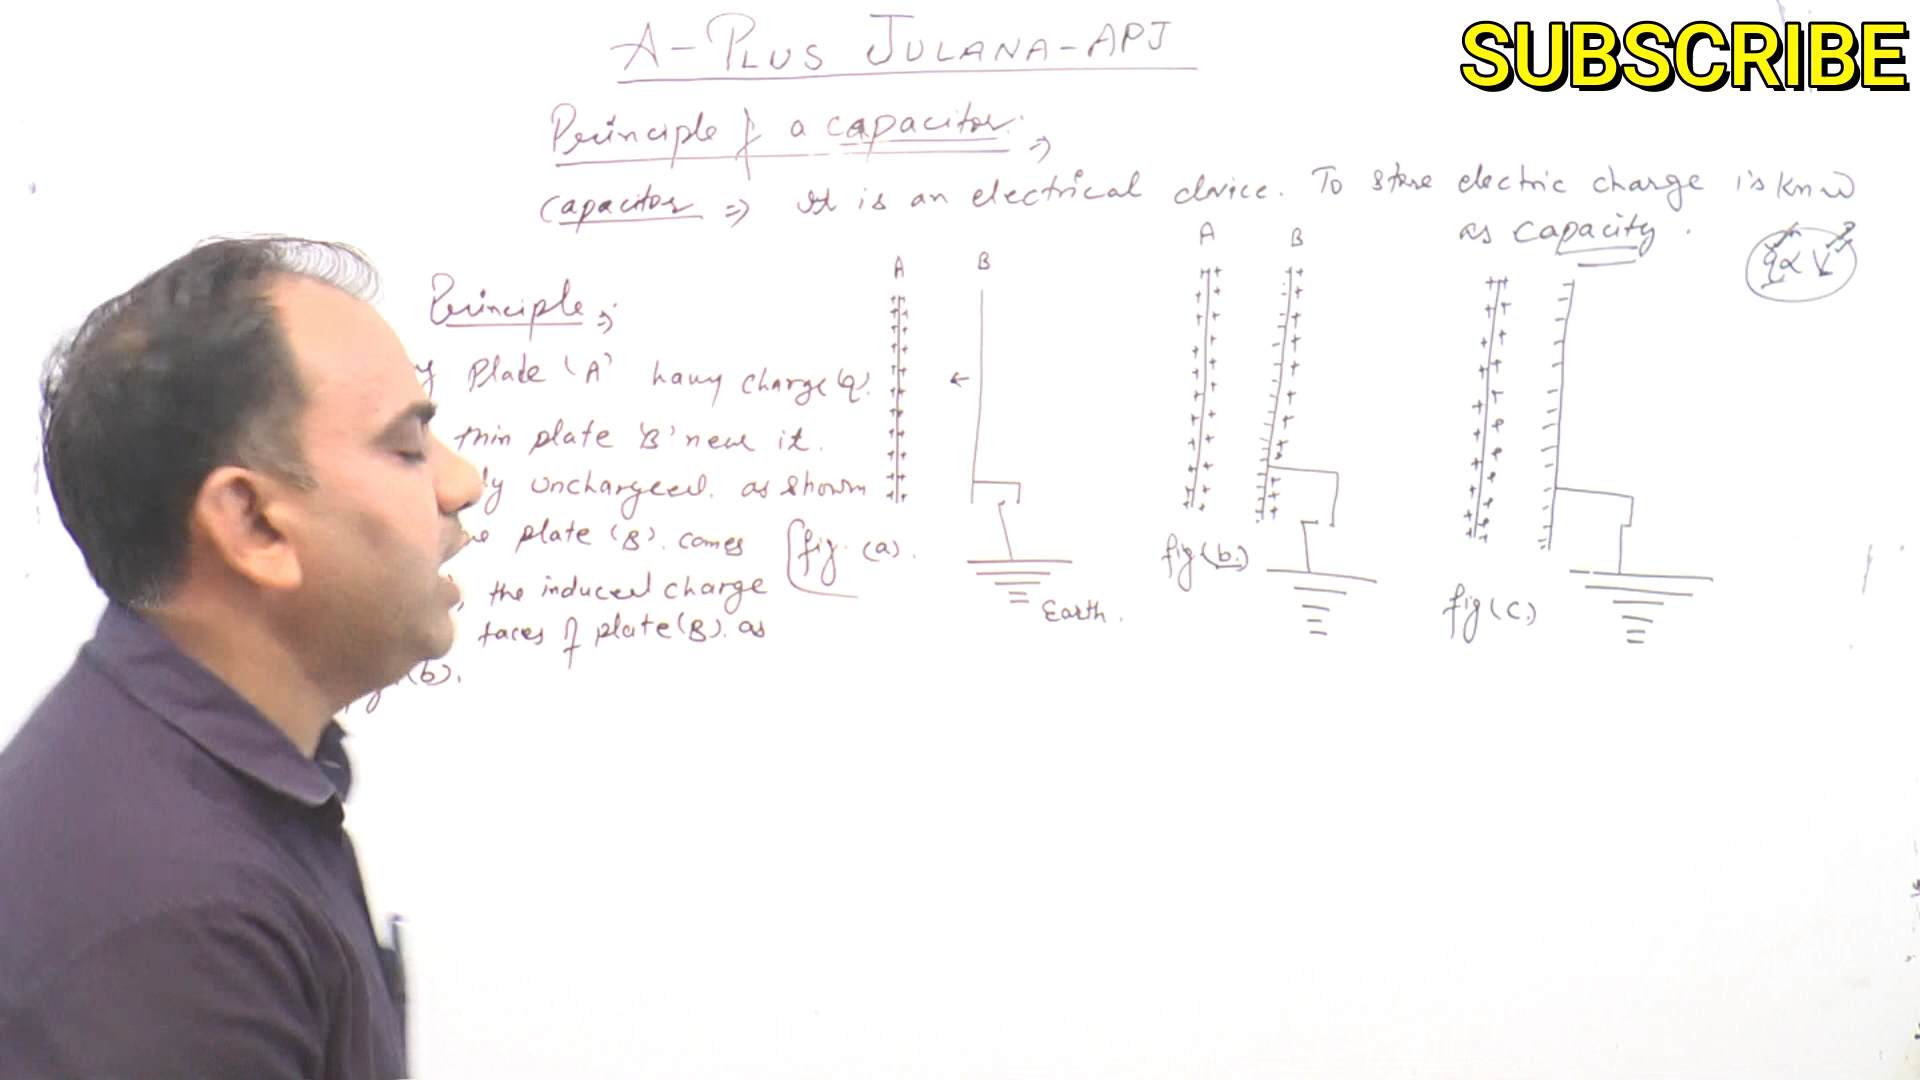 A-PLUS JULANA-APJ
SUBSCRIBE
Principle of a capacitor. ⇒
capacitor ⇒ It is an electrical device. To store electric charge is know
as capacity.
q α V
Principle ⇒
Plate 'A' having charge (q).
thin plate 'B' near it.
uncharged. as shown
plate (B). comes
fig. (a).
the induced charge
faces of plate (B). as
(b).
A
B
Earth.
A
B
fig (b.)
fig (c.)